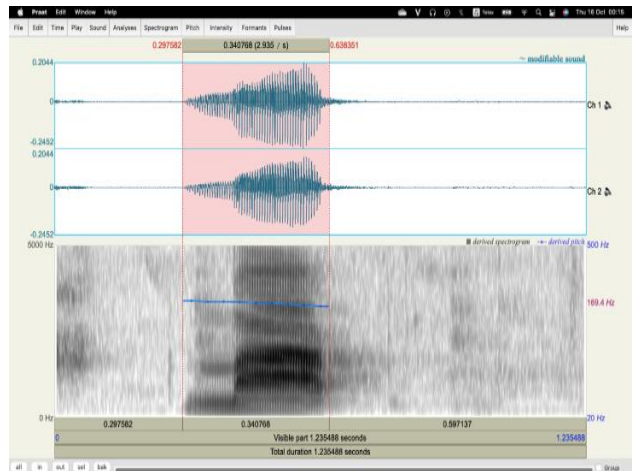 Praat Edit Window Help Thu 16 Oct 00:15
File Edit Time Play Sound Analyses Spectrogram Pitch Intensity Formants Pulses Help
0.297582 0.340768 (2.935 / s) 0.638351
0.2044 ~ modifiable sound
0 Ch 1
-0.2452
0.2044
0 Ch 2
-0.2452
5000 Hz derived spectrogram derived pitch 500 Hz
169.4 Hz
0 Hz 20 Hz
0.297582 0.340768 0.597137
0 Visible part 1.235488 seconds 1.235488
Total duration 1.235488 seconds
all in out sel bak Group